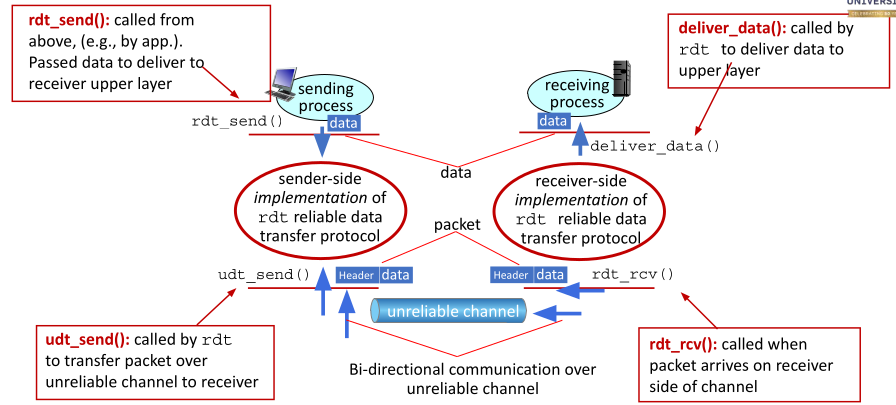 rdt_send(): called from
above, (e.g., by app.).
Passed data to deliver to
receiver upper layer
UNIVERSI
deliver_data(): called by
rdt to deliver data to
upper layer
sending
process
receiving
process
rdt_send()
data
data
deliver_data()
data
sender-side
implementation of
rdt reliable data
transfer protocol
receiver-side
implementation of
rdt reliable data
transfer protocol
packet
udt_send()
Header data
Header data
rdt_rcv()
unreliable channel
udt_send(): called by rdt
to transfer packet over
unreliable channel to receiver
Bi-directional communication over
unreliable channel
rdt_rcv(): called when
packet arrives on receiver
side of channel